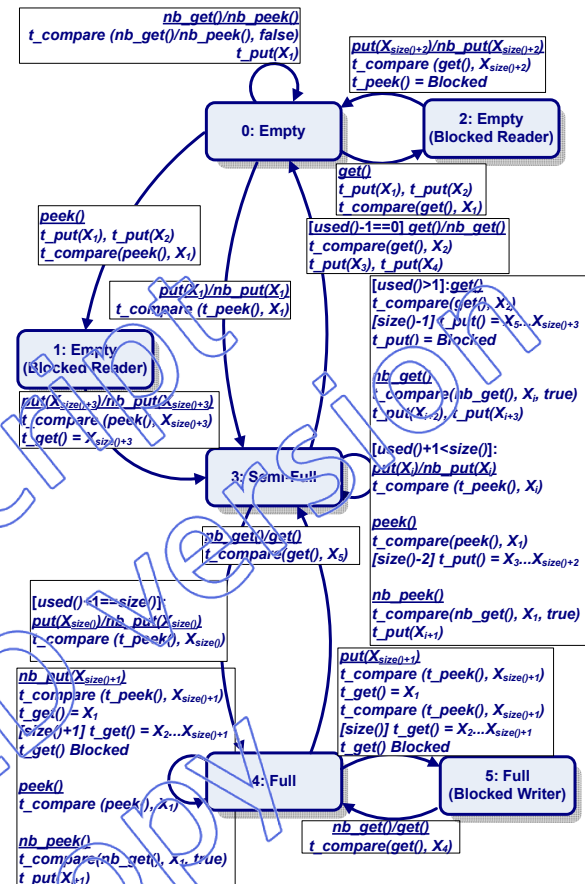 nb_get()/nb_peek()
t_compare (nb_get()/nb_peek(), false)
t_put(X1)
put(Xsize()+2)/nb_put(Xsize()+2)
t_compare (get(), Xsize()+2)
t_peek() = Blocked
0: Empty
2: Empty
(Blocked Reader)
get()
t_put(X1), t_put(X2)
t_compare(get(), X1)
peek()
t_put(X1), t_put(X2)
t_compare(peek(), X1)
[used()-1==0] get()/nb_get()
t_compare(get(), X2)
t_put(X3), t_put(X4)
put(X1)/nb_put(X1)
t_compare (t_peek(), X1)
1: Empty
(Blocked Reader)
put(Xsize()+3)/nb_put(Xsize()+3)
t_compare (peek(), Xsize()+3)
t_get() = Xsize()+3
[used()>1]:get()
t_compare(get(), X2)
[size()-1] t_put() = X5...Xsize()+3
t_put() = Blocked
nb_get()
t_compare(nb_get(), Xi, true)
t_put(Xi+2), t_put(Xi+3)
[used()+1<size()]:
put(Xi)/nb_put(Xi)
t_compare (t_peek(), Xi)
peek()
t_compare(peek(), X1)
[size()-2] t_put() = X3...Xsize()+2
nb_peek()
t_compare(nb_get(), X1, true)
t_put(Xi+1)
3: Semi-Full
nb_get()/get()
t_compare(get(), X5)
[used()+1==size()]:
put(Xsize())/nb_put(Xsize())
t_compare (t_peek(), Xsize())
nb_put(Xsize()+1)
t_compare (t_peek(), Xsize()+1)
t_get() = X1
[size()+1] t_get() = X2...Xsize()+1
t_get() Blocked
peek()
t_compare (peek(), X1)
nb_peek()
t_compare(nb_get(), X1, true)
t_put(Xi+1)
put(Xsize()+1)
t_compare (t_peek(), Xsize()+1)
t_get() = X1
t_compare (t_peek(), Xsize()+1)
[size()] t_get() = X2...Xsize()+1
t_get() Blocked
4: Full
5: Full
(Blocked Writer)
nb_get()/get()
t_compare(get(), X4)